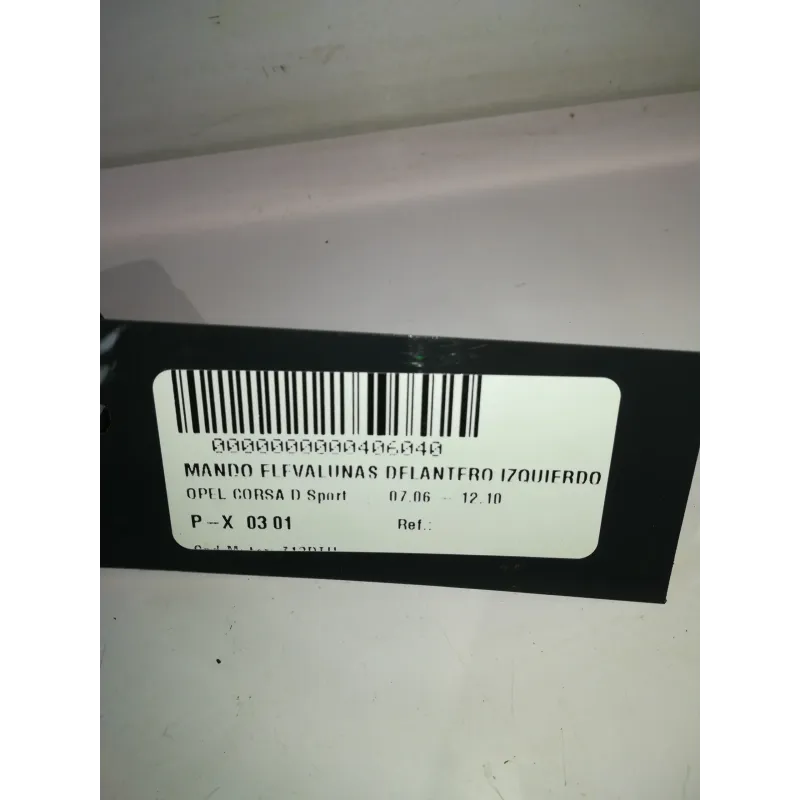 0000000000406040
MANDO ELEVALUNAS DELANTERO IZQUIERDO
OPEL CORSA D Sport 07.06 - 12.10
P-X 03 01 Ref.: